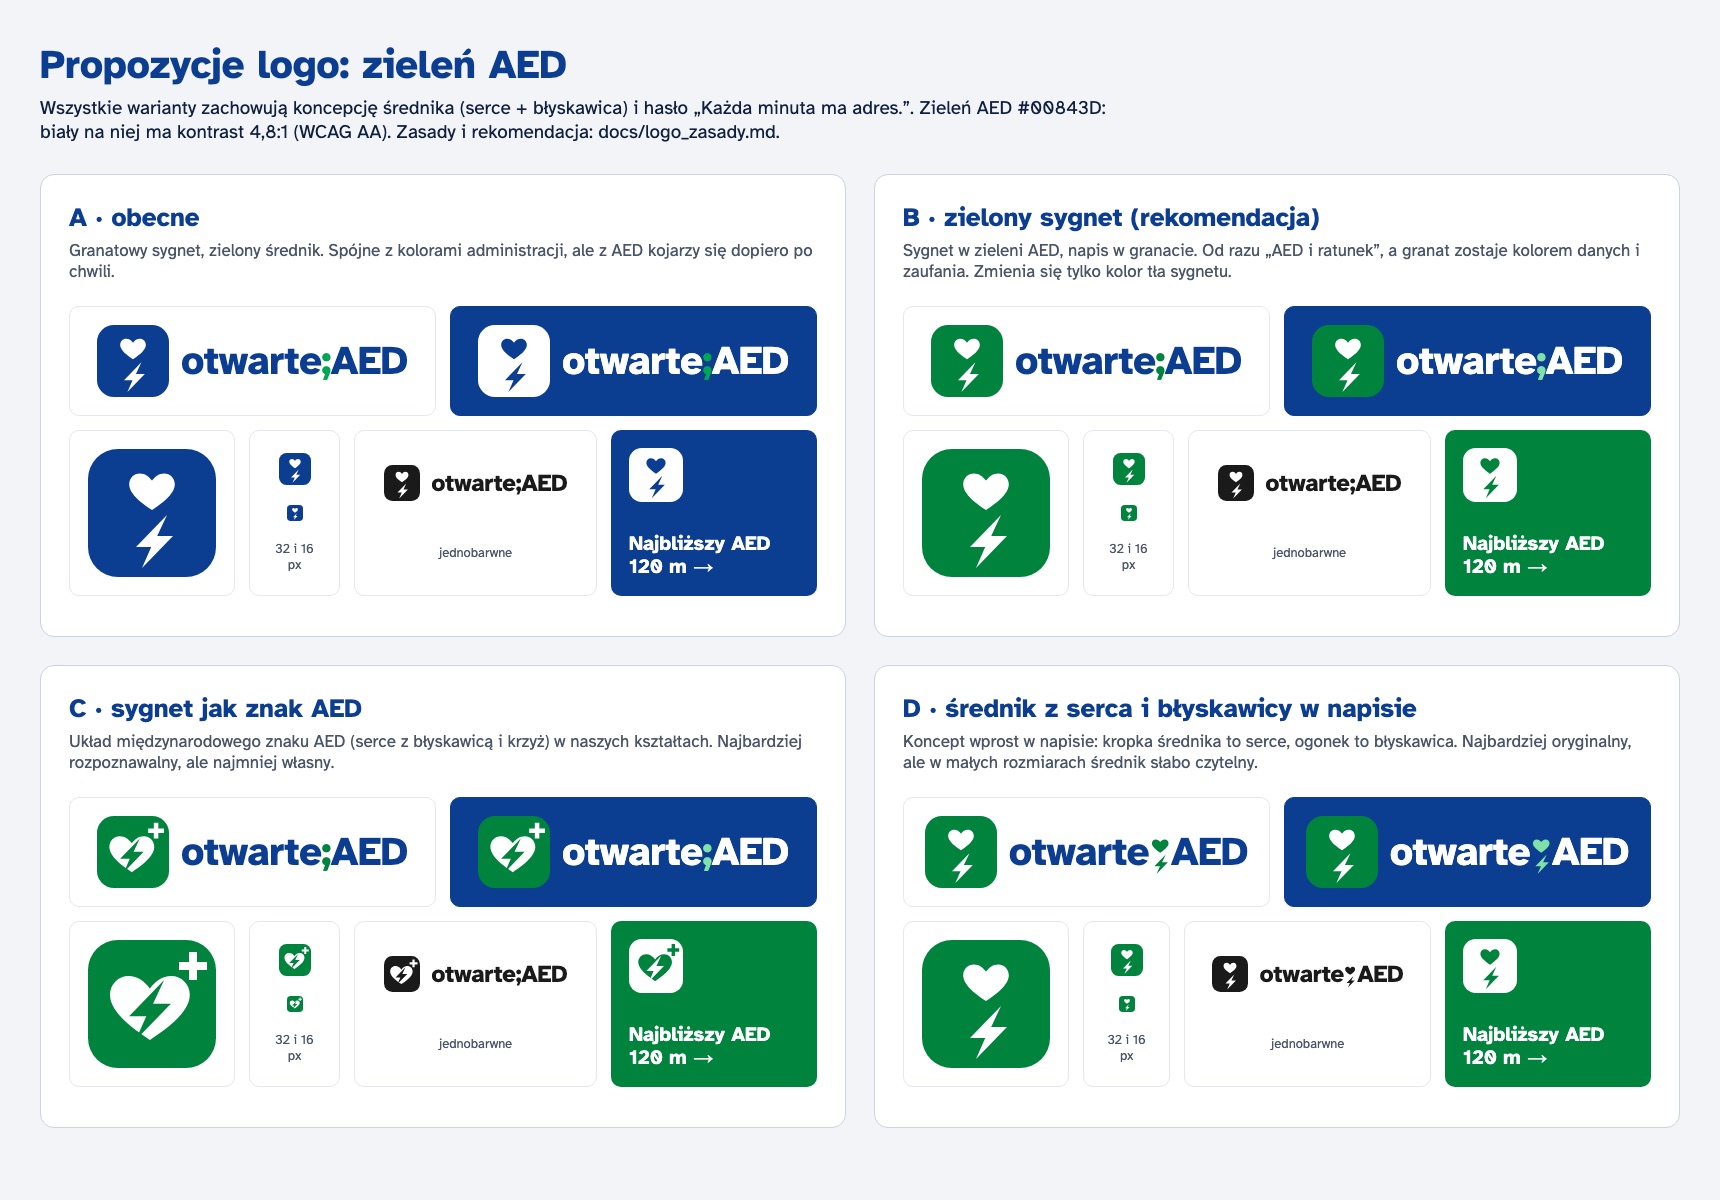 Propozycje logo: zieleń AED
Wszystkie warianty zachowują koncepcję średnika (serce + błyskawica) i hasło „Każda minuta ma adres.”. Zieleń AED #00843D:
biały na niej ma kontrast 4,8:1 (WCAG AA). Zasady i rekomendacja: docs/logo_zasady.md.
A · obecne
Granatowy sygnet, zielony średnik. Spójne z kolorami administracji, ale z AED kojarzy się dopiero po
chwili.
otwarte;AED
otwarte;AED
32 i 16
px
otwarte;AED
jednobarwne
Najbliższy AED
120 m →
B · zielony sygnet (rekomendacja)
Sygnet w zieleni AED, napis w granacie. Od razu „AED i ratunek”, a granat zostaje kolorem danych i
zaufania. Zmienia się tylko kolor tła sygnetu.
otwarte;AED
otwarte;AED
32 i 16
px
otwarte;AED
jednobarwne
Najbliższy AED
120 m →
C · sygnet jak znak AED
Układ międzynarodowego znaku AED (serce z błyskawicą i krzyż) w naszych kształtach. Najbardziej
rozpoznawalny, ale najmniej własny.
otwarte;AED
otwarte;AED
32 i 16
px
otwarte;AED
jednobarwne
Najbliższy AED
120 m →
D · średnik z serca i błyskawicy w napisie
Koncept wprost w napisie: kropka średnika to serce, ogonek to błyskawica. Najbardziej oryginalny,
ale w małych rozmiarach średnik słabo czytelny.
otwarte AED
otwarte AED
32 i 16
px
otwarte AED
jednobarwne
Najbliższy AED
120 m →